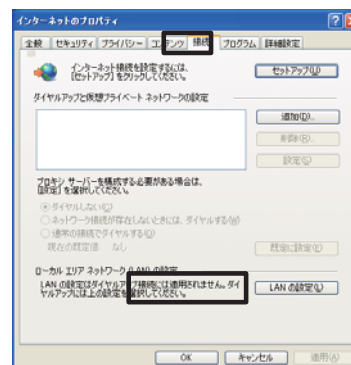 インターネットのプロパティ
全般 セキュリティ プライバシー コンテンツ 接続 プログラム 詳細設定
インターネット接続を設定するには、
[セットアップ] をクリックしてください。
セットアップ(U)
ダイヤルアップと仮想プライベート ネットワークの設定
追加(D)...
削除(R)...
設定(S)
プロキシ サーバーを構成する必要がある場合は、
[設定] を選択してください。
ダイヤルしない(C)
ネットワーク接続が存在しないときには、ダイヤルする(W)
通常の接続でダイヤルする(O)
現在の既定値: なし
既定に設定(E)
ローカル エリア ネットワーク (LAN) の設定
LAN の設定はダイヤルアップ接続には適用されません。ダイ
ヤルアップには上の設定を選択してください。
LAN の設定(L)
OK キャンセル 適用(A)